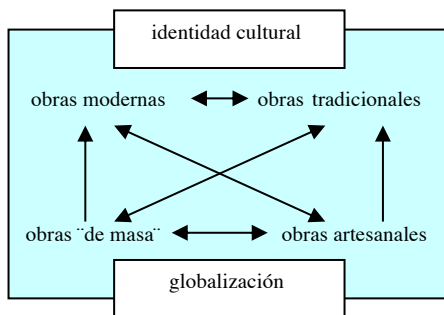 identidad cultural
obras modernas obras tradicionales
obras ¨de masa¨ obras artesanales
globalización